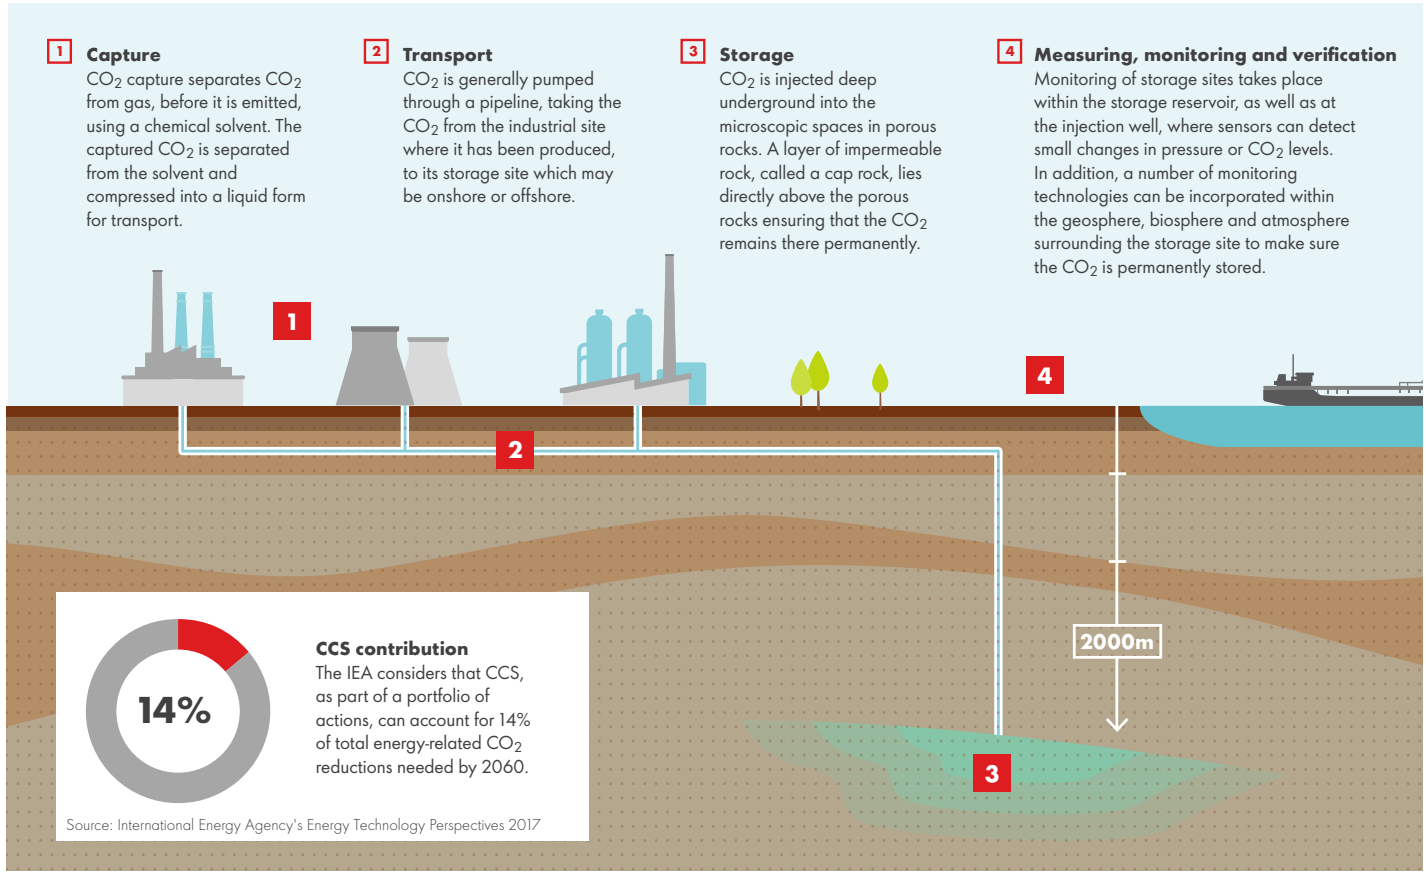 1 Capture
CO2 capture separates CO2
from gas, before it is emitted,
using a chemical solvent. The
captured CO2 is separated
from the solvent and
compressed into a liquid form
for transport.
2 Transport
CO2 is generally pumped
through a pipeline, taking the
CO2 from the industrial site
where it has been produced,
to its storage site which may
be onshore or offshore.
3 Storage
CO2 is injected deep
underground into the
microscopic spaces in porous
rocks. A layer of impermeable
rock, called a cap rock, lies
directly above the porous
rocks ensuring that the CO2
remains there permanently.
4 Measuring, monitoring and verification
Monitoring of storage sites takes place
within the storage reservoir, as well as at
the injection well, where sensors can detect
small changes in pressure or CO2 levels.
In addition, a number of monitoring
technologies can be incorporated within
the geosphere, biosphere and atmosphere
surrounding the storage site to make sure
the CO2 is permanently stored.
1
4
2
2000m
3
14%
CCS contribution
The IEA considers that CCS,
as part of a portfolio of
actions, can account for 14%
of total energy-related CO2
reductions needed by 2060.
Source: International Energy Agency's Energy Technology Perspectives 2017